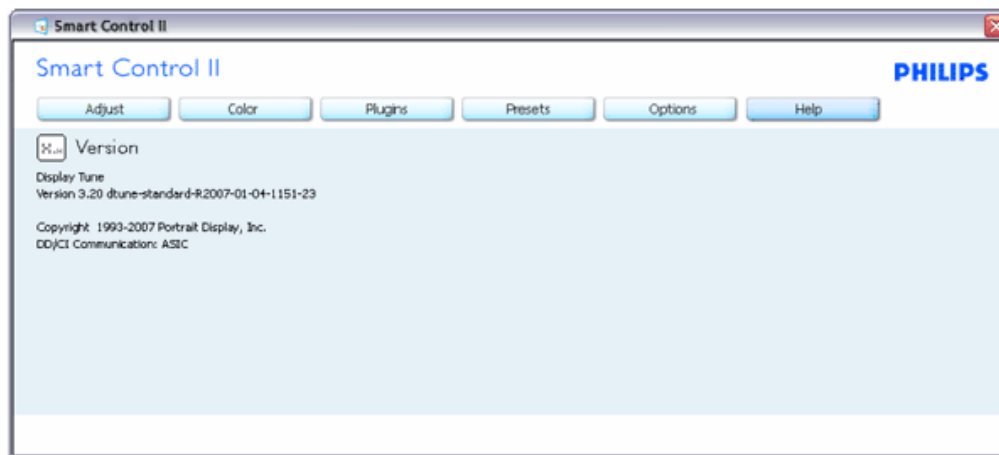 Smart Control II
Smart Control II
PHILIPS
Adjust Color Plugins Presets Options Help
Version
Display Tune
Version 3.20 dtune-standard-R2007-01-04-1151-23
Copyright 1993-2007 Portrait Display, Inc.
DD/CI Communication: ASIC